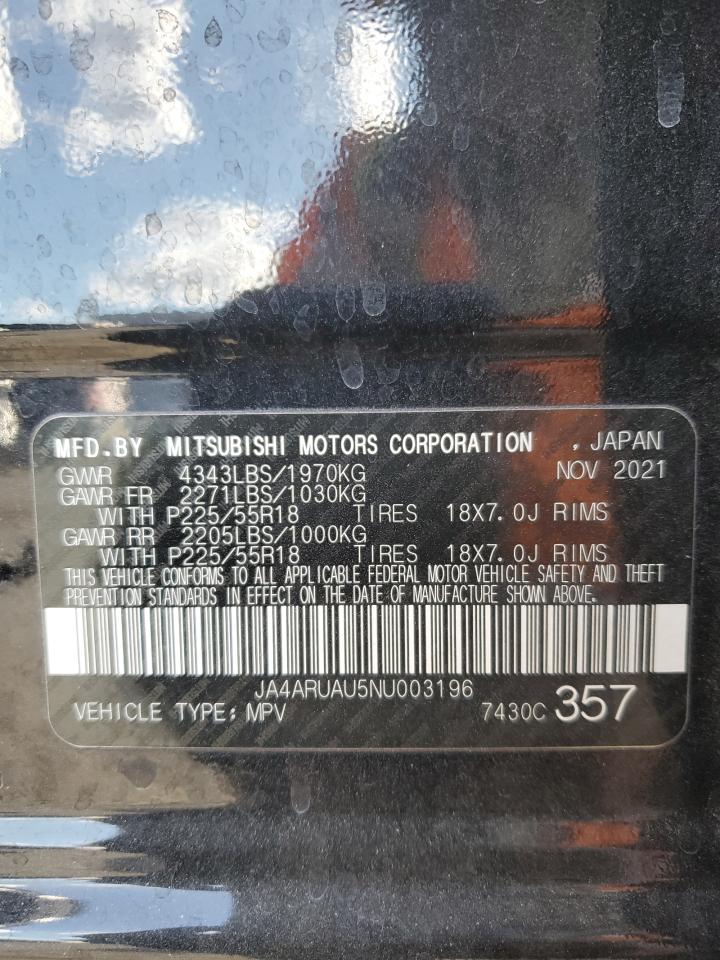 MFD.BY MITSUBISHI MOTORS CORPORATION , JAPAN
GVWR 4343LBS/1970KG NOV 2021
GAWR FR 2271LBS/1030KG
WITH P225/55R18 TIRES 18X7.0J RIMS
GAWR RR 2205LBS/1000KG
WITH P225/55R18 TIRES 18X7.0J RIMS
THIS VEHICLE CONFORMS TO ALL APPLICABLE FEDERAL MOTOR VEHICLE SAFETY AND THEFT
PREVENTION STANDARDS IN EFFECT ON THE DATE OF MANUFACTURE SHOWN ABOVE.
JA4ARUAU5NU003196
VEHICLE TYPE: MPV 7430C 357